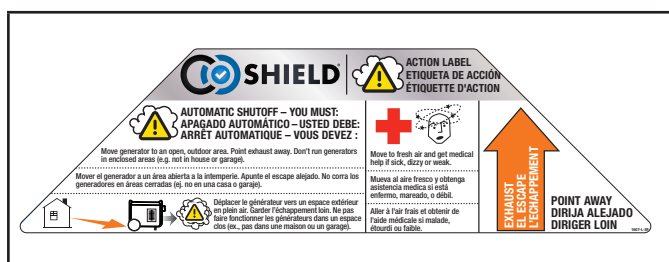 CO SHIELD®
ACTION LABEL
ETIQUETA DE ACCIÓN
ÉTIQUETTE D'ACTION
AUTOMATIC SHUTOFF – YOU MUST:
APAGADO AUTOMÁTICO – USTED DEBE:
ARRÊT AUTOMATIQUE – VOUS DEVEZ :
Move generator to an open, outdoor area. Point exhaust away. Don't run generators
in enclosed areas (e.g. not in house or garage).
Mover el generador a un área abierta a la intemperie. Apunte el escape alejado. No corra los
generadores en áreas cerradas (ej. no en una casa o garaje).
Déplacer le générateur vers un espace extérieur
en plein air. Garder l'échappement loin. Ne pas
faire fonctionner les générateurs dans un espace
clos (ex., pas dans une maison ou un garage).
Move to fresh air and get medical
help if sick, dizzy or weak.
Mueva al aire fresco y obtenga
asistencia medica si está
enfermo, mareado, o débil.
Aller à l'air frais et obtenir de
l'aide médicale si malade,
étourdi ou faible.
EXHAUST
EL ESCAPE
L'ÉCHAPPEMENT
POINT AWAY
DIRIJA ALEJADO
DIRIGER LOIN